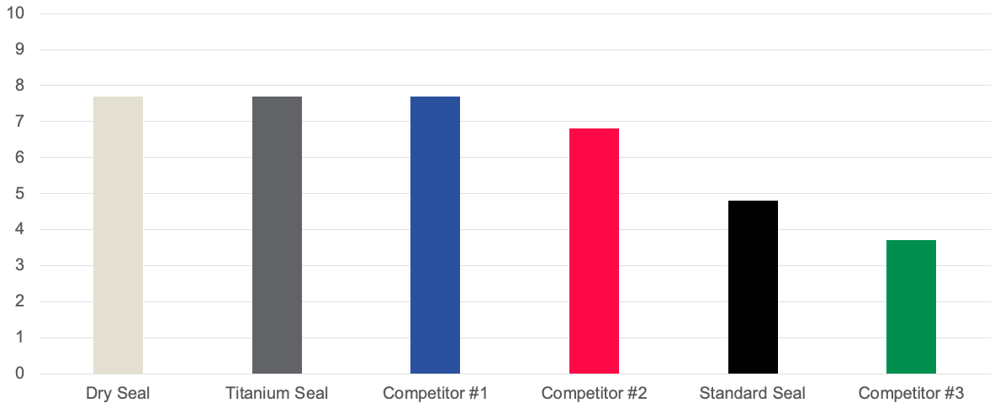 10
9
8
7
6
5
4
3
2
1
0
Dry Seal
Titanium Seal
Competitor #1
Competitor #2
Standard Seal
Competitor #3